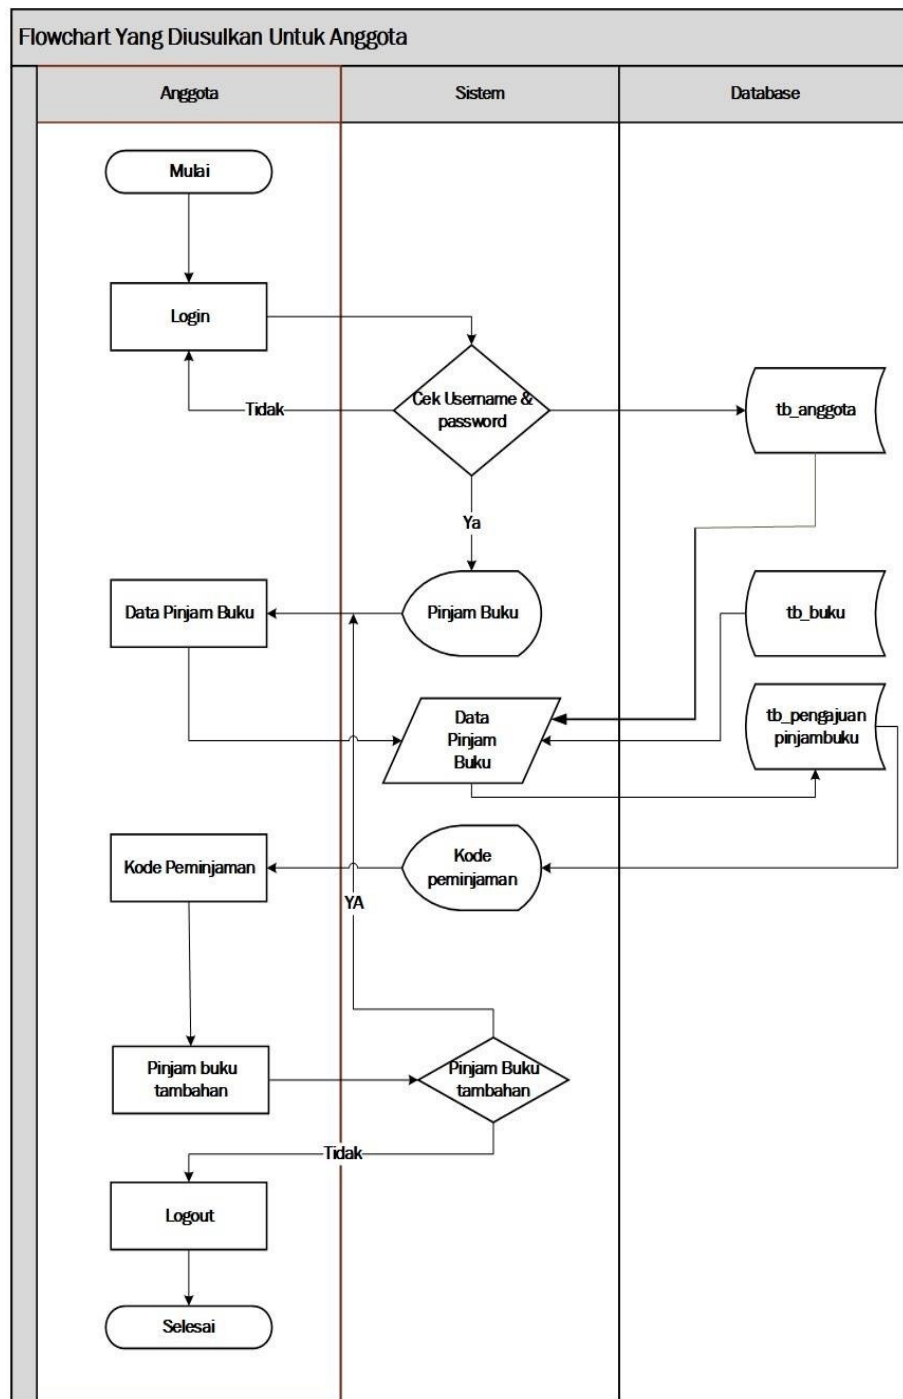 Flowchart Yang Diusulkan Untuk Anggota
Anggota
Sistem
Database
Mulai
Login
Cek Username &
password
Tidak
tb_anggota
Ya
Data Pinjam Buku
Pinjam Buku
tb_buku
Data
Pinjam
Buku
tb_pengajuan
pinjambuku
Kode Peminjaman
Kode
peminjaman
YA
Pinjam buku
tambahan
Pinjam Buku
tambahan
Tidak
Logout
Selesai